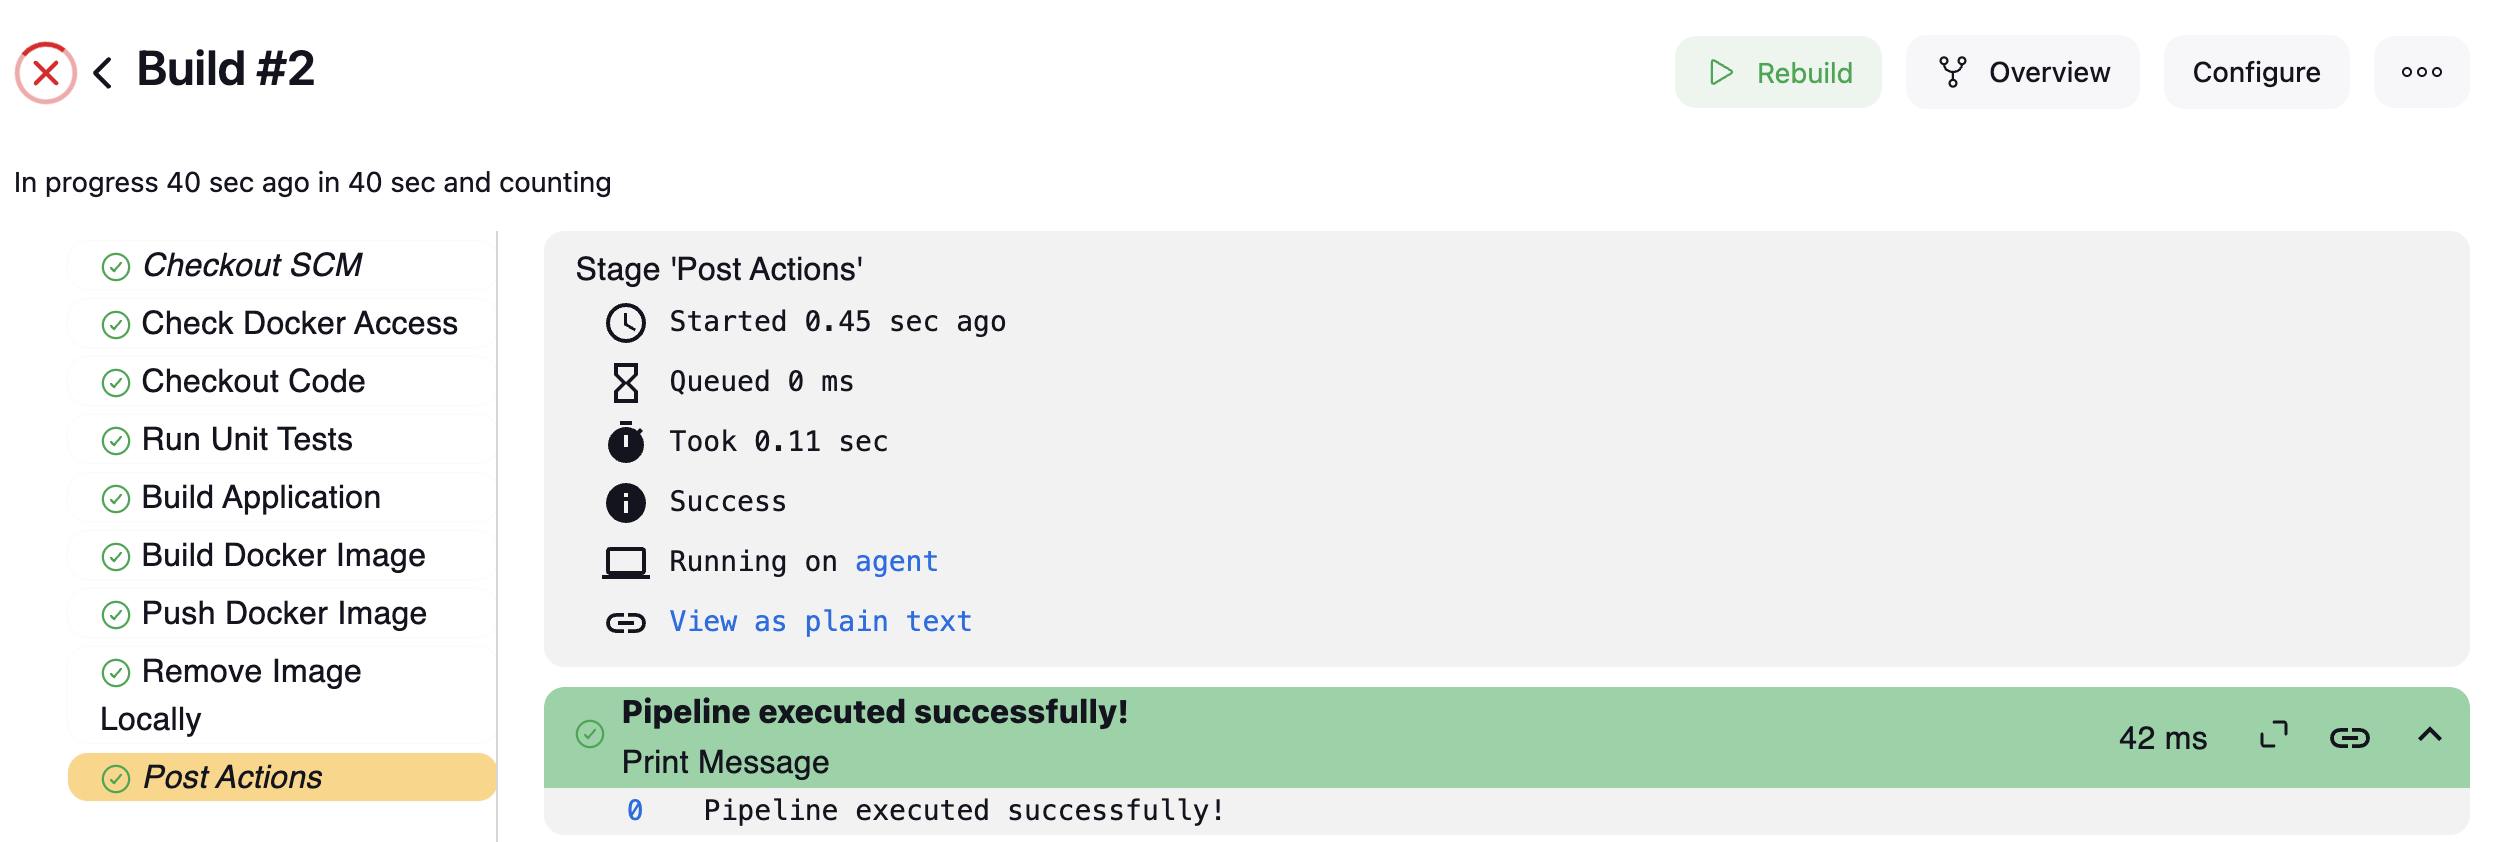 Build #2
Rebuild
Overview
Configure
In progress 40 sec ago in 40 sec and counting
Checkout SCM
Check Docker Access
Checkout Code
Run Unit Tests
Build Application
Build Docker Image
Push Docker Image
Remove Image
Locally
Post Actions
Stage 'Post Actions'
Started 0.45 sec ago
Queued 0 ms
Took 0.11 sec
Success
Running on agent
View as plain text
Pipeline executed successfully!
Print Message
42 ms
0 Pipeline executed successfully!